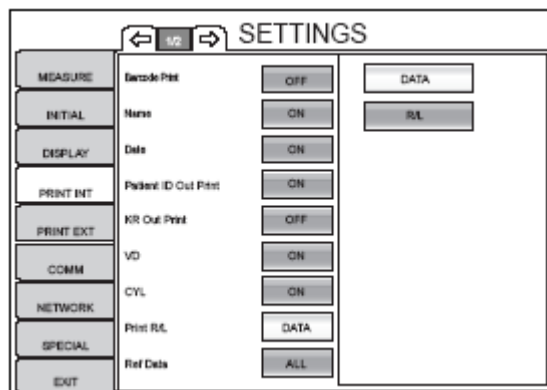 1/2 SETTINGS
MEASURE
INITIAL
DISPLAY
PRINT INT
PRINT EXT
COMM
NETWORK
SPECIAL
EXIT
Barcode Print OFF
Name ON
Date ON
Patient ID Out Print ON
KR Out Print OFF
VD ON
CYL ON
Print R/L DATA
Ref Data ALL
DATA
R/L